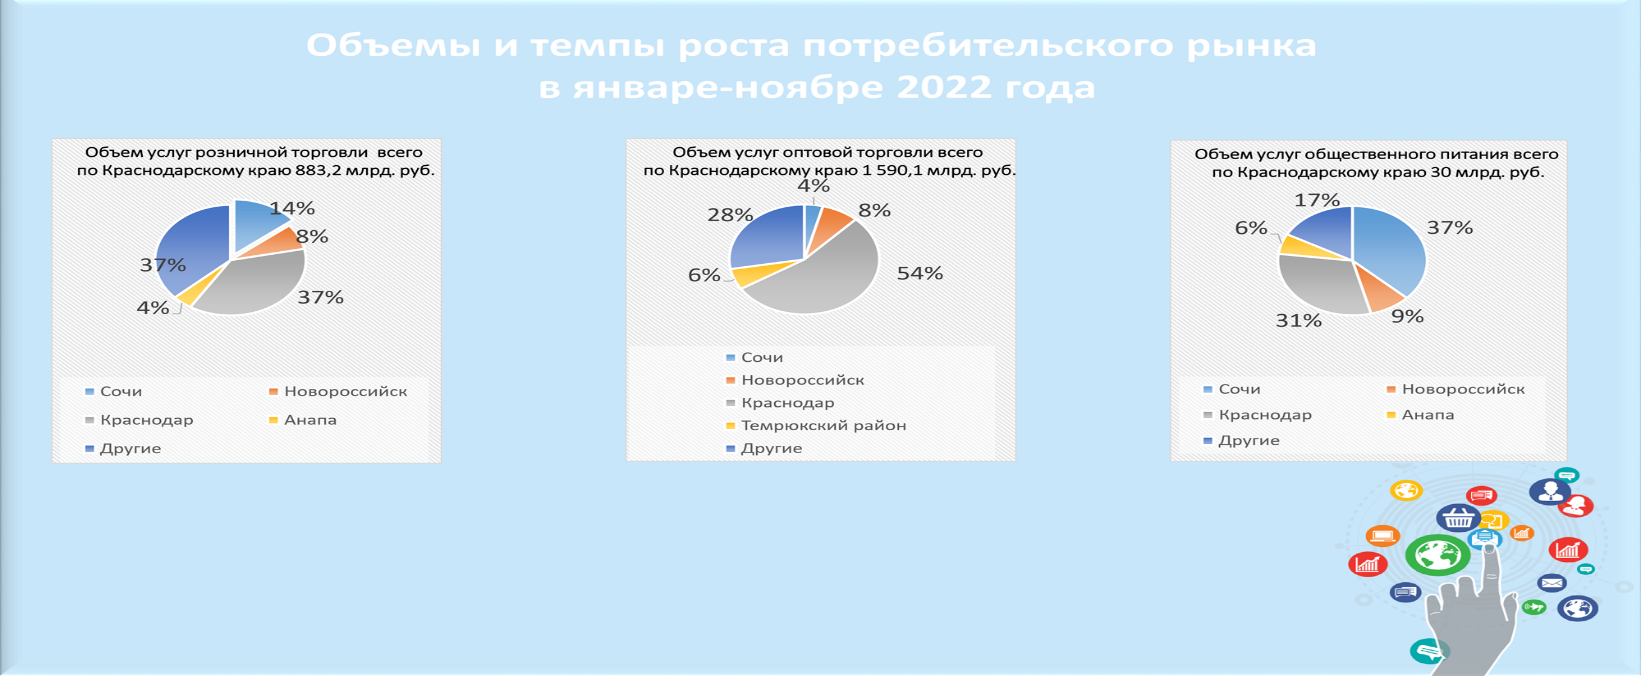 Объемы и темпы роста потребительского рынка
в январе-ноябре 2022 года
Объем услуг розничной торговли всего
по Краснодарскому краю 883,2 млрд. руб.
14%
8%
37%
4%
37%
Сочи
Новороссийск
Краснодар
Анапа
Другие
Объем услуг оптовой торговли всего
по Краснодарскому краю 1 590,1 млрд. руб.
4%
8%
54%
6%
28%
Сочи
Новороссийск
Краснодар
Темрюкский район
Другие
Объем услуг общественного питания всего
по Краснодарскому краю 30 млрд. руб.
37%
9%
31%
6%
17%
Сочи
Новороссийск
Краснодар
Анапа
Другие